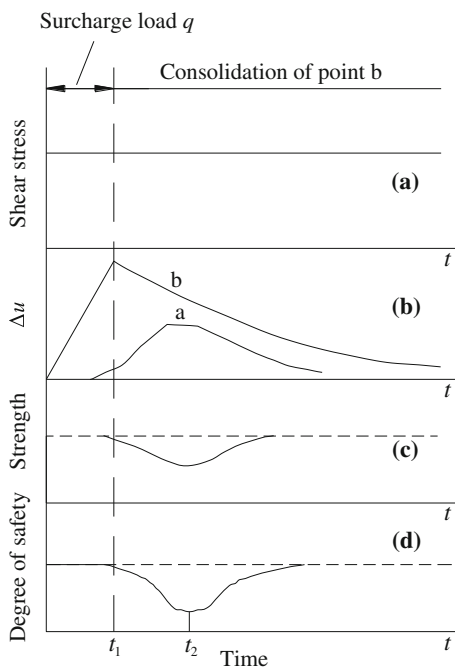 Surcharge load q
Consolidation of point b
Shear stress
(a)
t
Δu
b
a
(b)
t
Strength
(c)
t
Degree of safety
(d)
t
t1
t2
Time